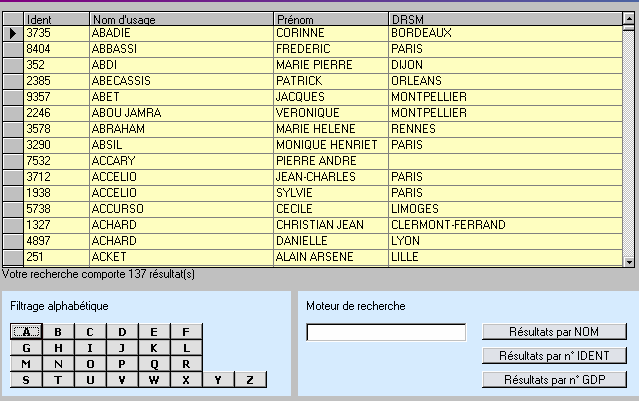 Ident Nom d'usage Prénom DRSM
3735 ABADIE CORINNE BORDEAUX
8404 ABBASSI FREDERIC PARIS
352 ABDI MARIE PIERRE DIJON
2385 ABECASSIS PATRICK ORLEANS
9357 ABET JACQUES MONTPELLIER
2246 ABOU JAMRA VERONIQUE MONTPELLIER
3578 ABRAHAM MARIE HELENE RENNES
3290 ABSIL MONIQUE HENRIET PARIS
7532 ACCARY PIERRE ANDRE
3712 ACCELIO JEAN-CHARLES PARIS
1938 ACCELIO SYLVIE PARIS
5738 ACCURSO CECILE LIMOGES
1327 ACHARD CHRISTIAN JEAN CLERMONT-FERRAND
4897 ACHARD DANIELLE LYON
251 ACKET ALAIN ARSENE LILLE
Votre recherche comporte 137 résultat(s)
Filtrage alphabétique
A B C D E F
G H I J K L
M N O P Q R
S T U V W X Y Z
Moteur de recherche
Résultats par NOM
Résultats par n° IDENT
Résultats par n° GDP